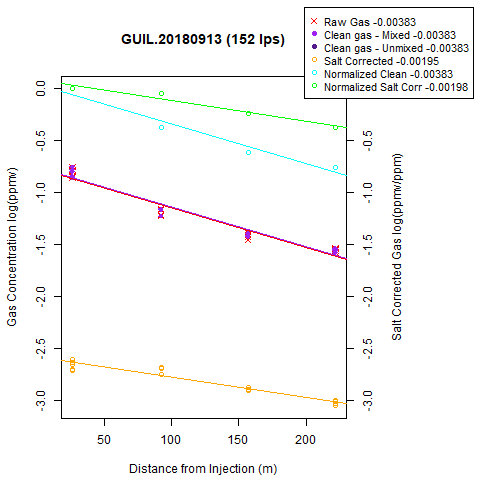 GUIL.20180913 (152 lps)
Raw Gas -0.00383
Clean gas - Mixed -0.00383
Clean gas - Unmixed -0.00383
Salt Corrected -0.00195
Normalized Clean -0.00383
Normalized Salt Corr -0.00198
Gas Concentration log(ppmv)
0.0
-0.5
-1.0
-1.5
-2.0
-2.5
-3.0
0.0
-0.5
-1.0
-1.5
-2.0
-2.5
-3.0
Salt Corrected Gas log(ppmv/ppm)
50 100 150 200
Distance from Injection (m)